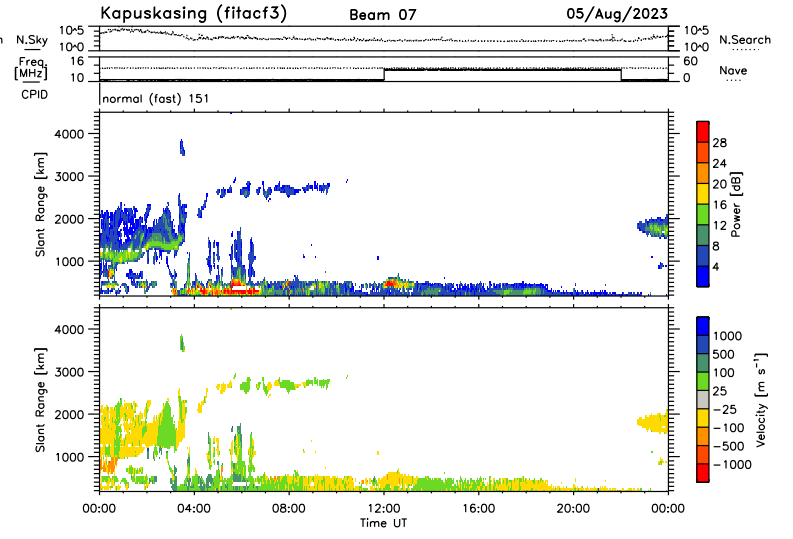 Kapuskasing (fitacf3) Beam 07 05/Aug/2023
n N.Sky 10^5 10^0 10^5 10^0 N.Search
Freq. [MHz] 16 10 60 0 Nave
CPID normal (fast) 151
Slant Range [km] 4000 3000 2000 1000
28 24 20 16 12 8 4 Power [dB]
Slant Range [km] 4000 3000 2000 1000
1000 500 100 25 −25 −100 −500 −1000 Velocity [m s⁻¹]
00:00 04:00 08:00 12:00 16:00 20:00 00:00
Time UT